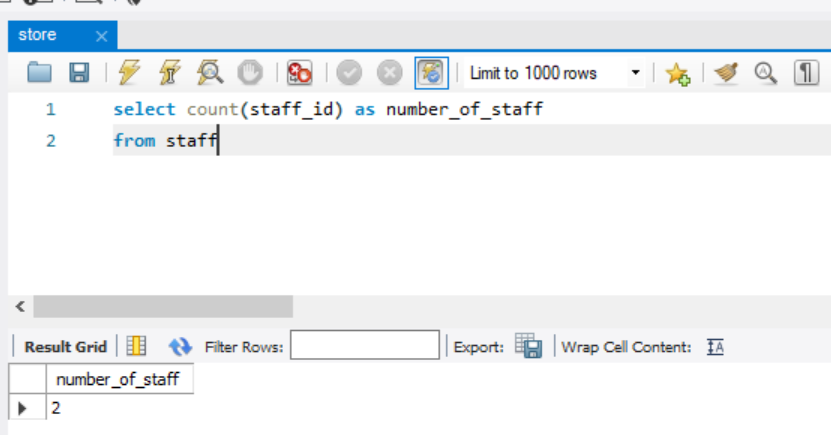 store
Limit to 1000 rows
1 select count(staff_id) as number_of_staff
2 from staff
Result Grid Filter Rows: Export: Wrap Cell Content: IA
number_of_staff
2